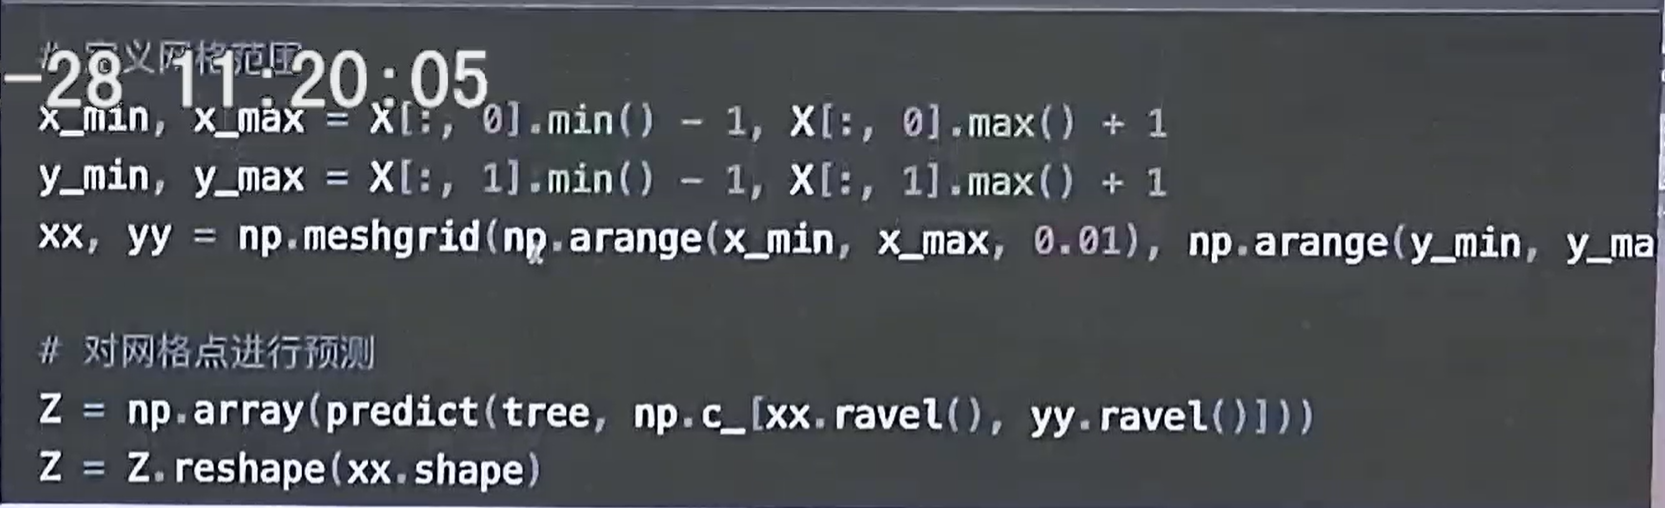 # 定义网格范围
-28 11:20:05
x_min, x_max = X[:, 0].min() - 1, X[:, 0].max() + 1
y_min, y_max = X[:, 1].min() - 1, X[:, 1].max() + 1
xx, yy = np.meshgrid(np.arange(x_min, x_max, 0.01), np.arange(y_min, y_ma
# 对网格点进行预测
Z = np.array(predict(tree, np.c_[xx.ravel(), yy.ravel()]))
Z = Z.reshape(xx.shape)